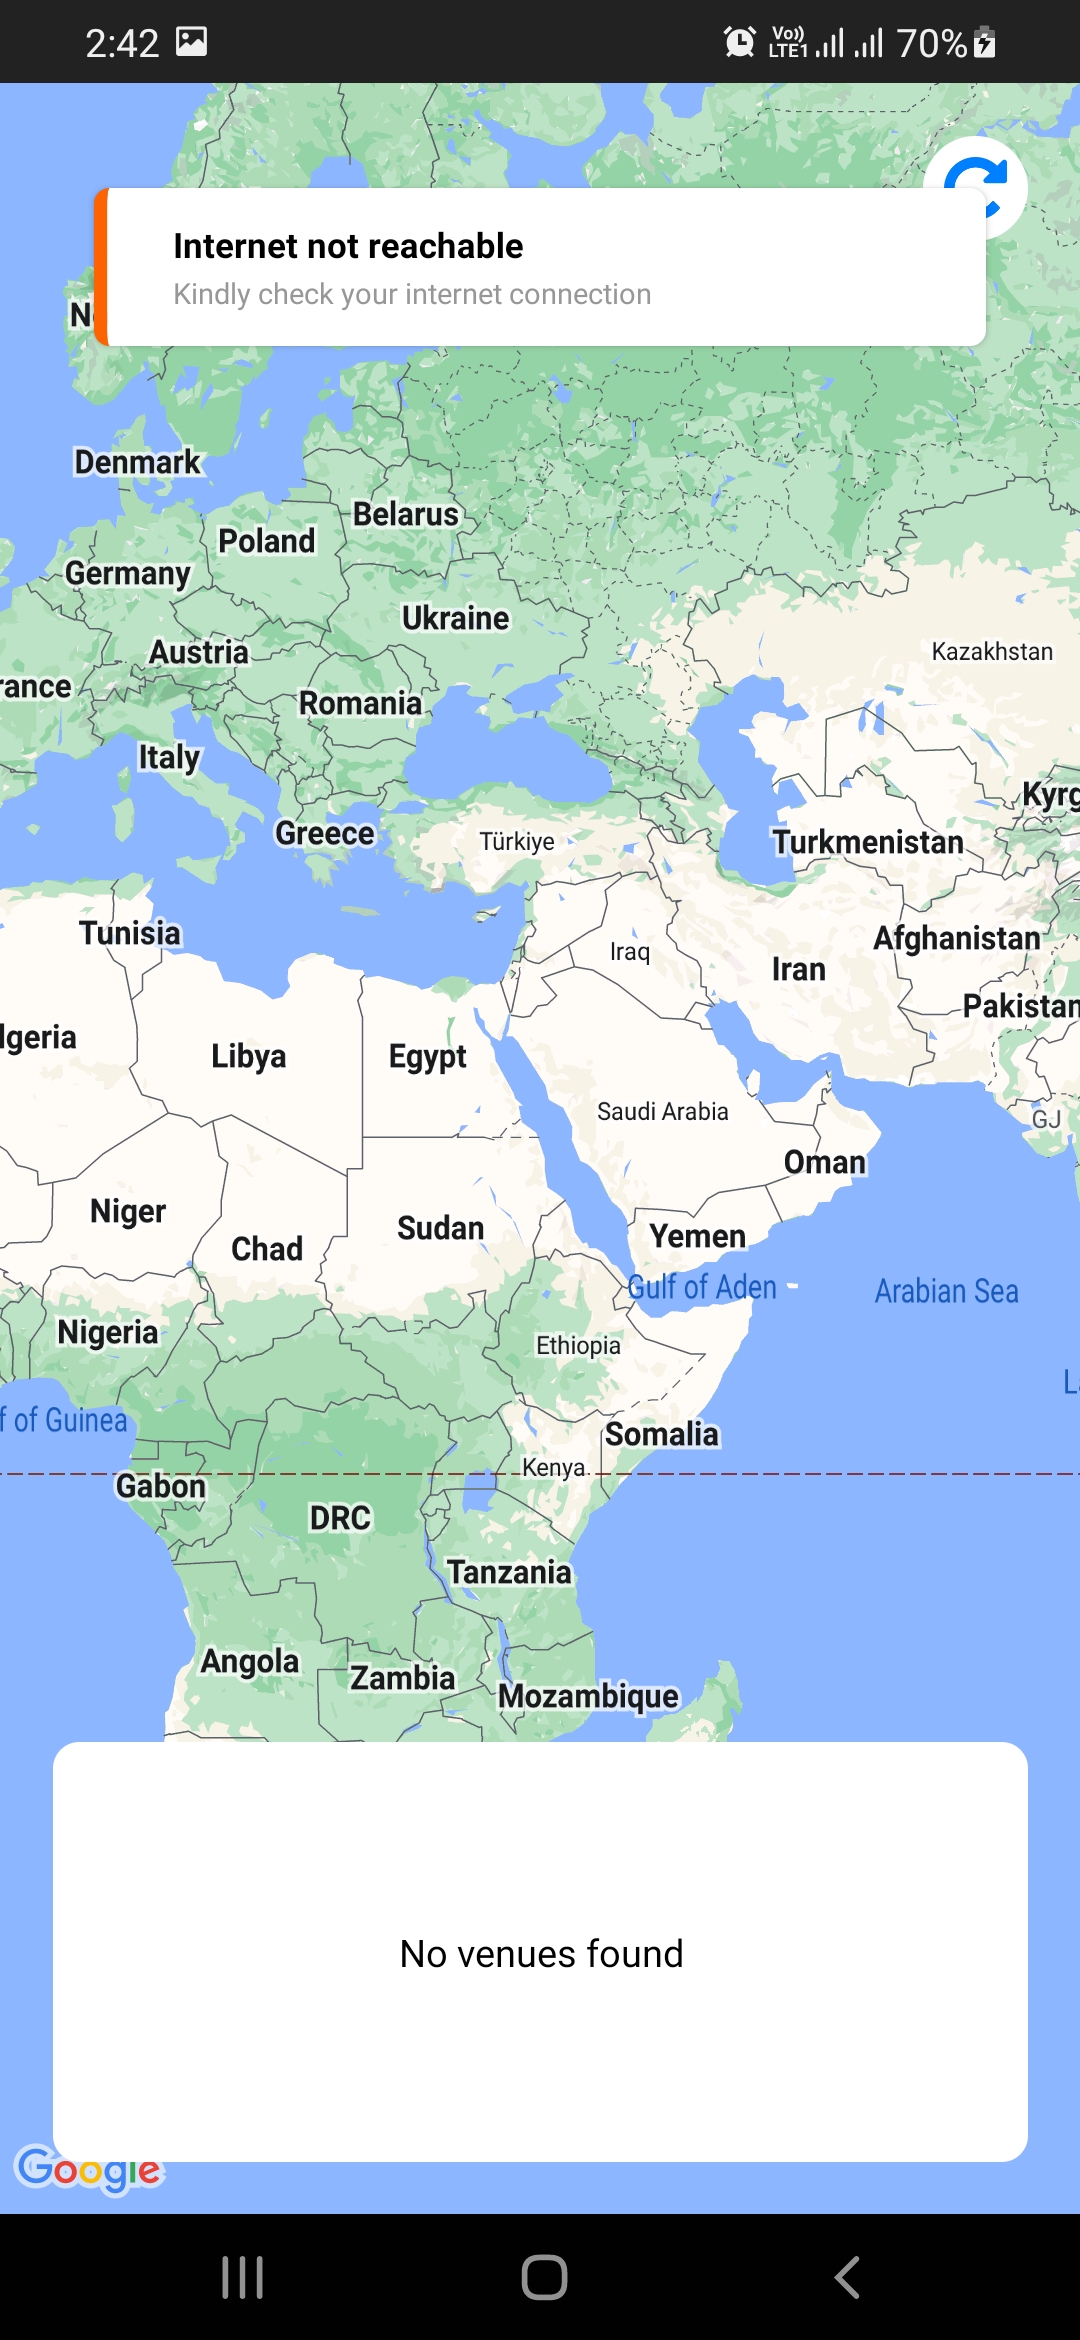 2:42
Vo)) LTE1 70%
Internet not reachable
Kindly check your internet connection
Denmark
Belarus
Poland
Germany
Ukraine
Austria
Kazakhstan
rance
Romania
Italy
Kyrg
Greece
Türkiye
Turkmenistan
Tunisia
Afghanistan
Iraq
Iran
Pakistan
lgeria
Libya
Egypt
Saudi Arabia
GJ
Oman
Niger
Sudan
Yemen
Chad
Gulf of Aden
Arabian Sea
Nigeria
Ethiopia
f of Guinea
Somalia
Kenya
Gabon
DRC
Tanzania
Angola
Zambia
Mozambique
No venues found
Google